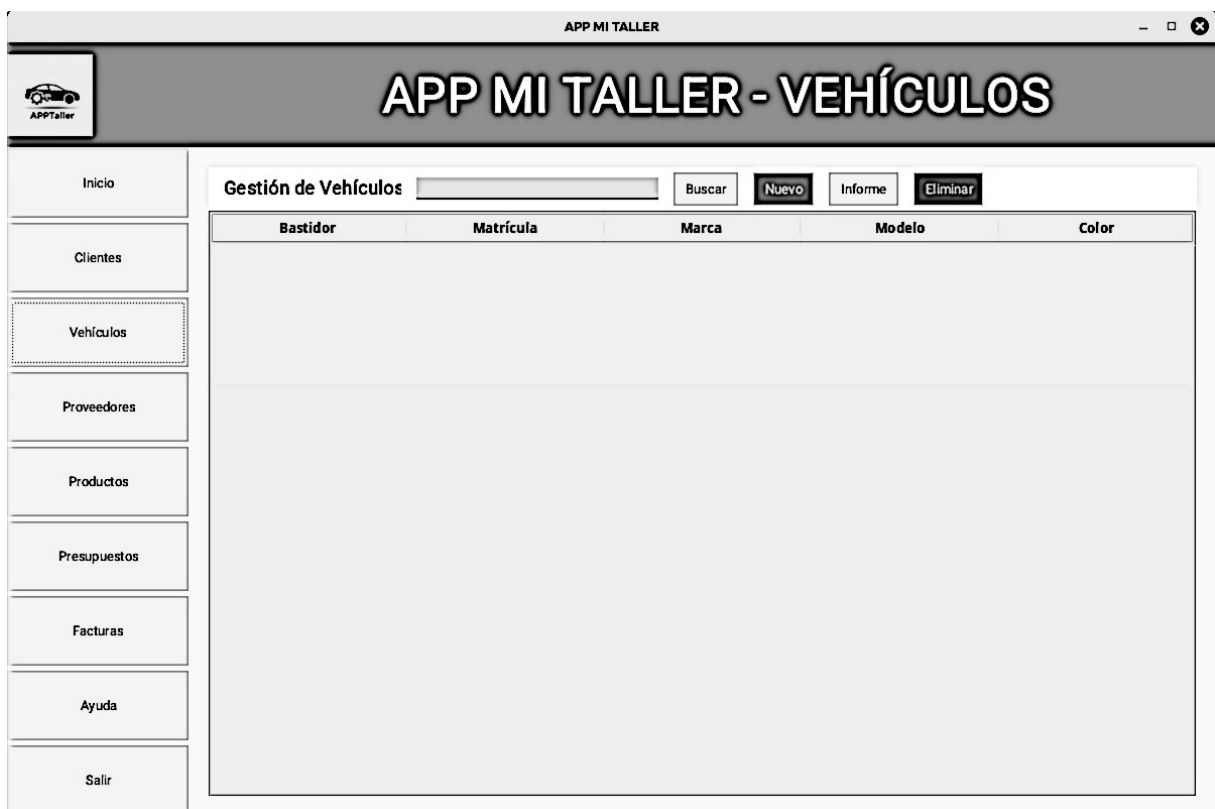 APP MI TALLER
APPTaller
APP MI TALLER - VEHÍCULOS
Inicio
Clientes
Vehículos
Proveedores
Productos
Presupuestos
Facturas
Ayuda
Salir
Gestión de Vehículos Buscar Nuevo Informe Eliminar
Bastidor Matrícula Marca Modelo Color